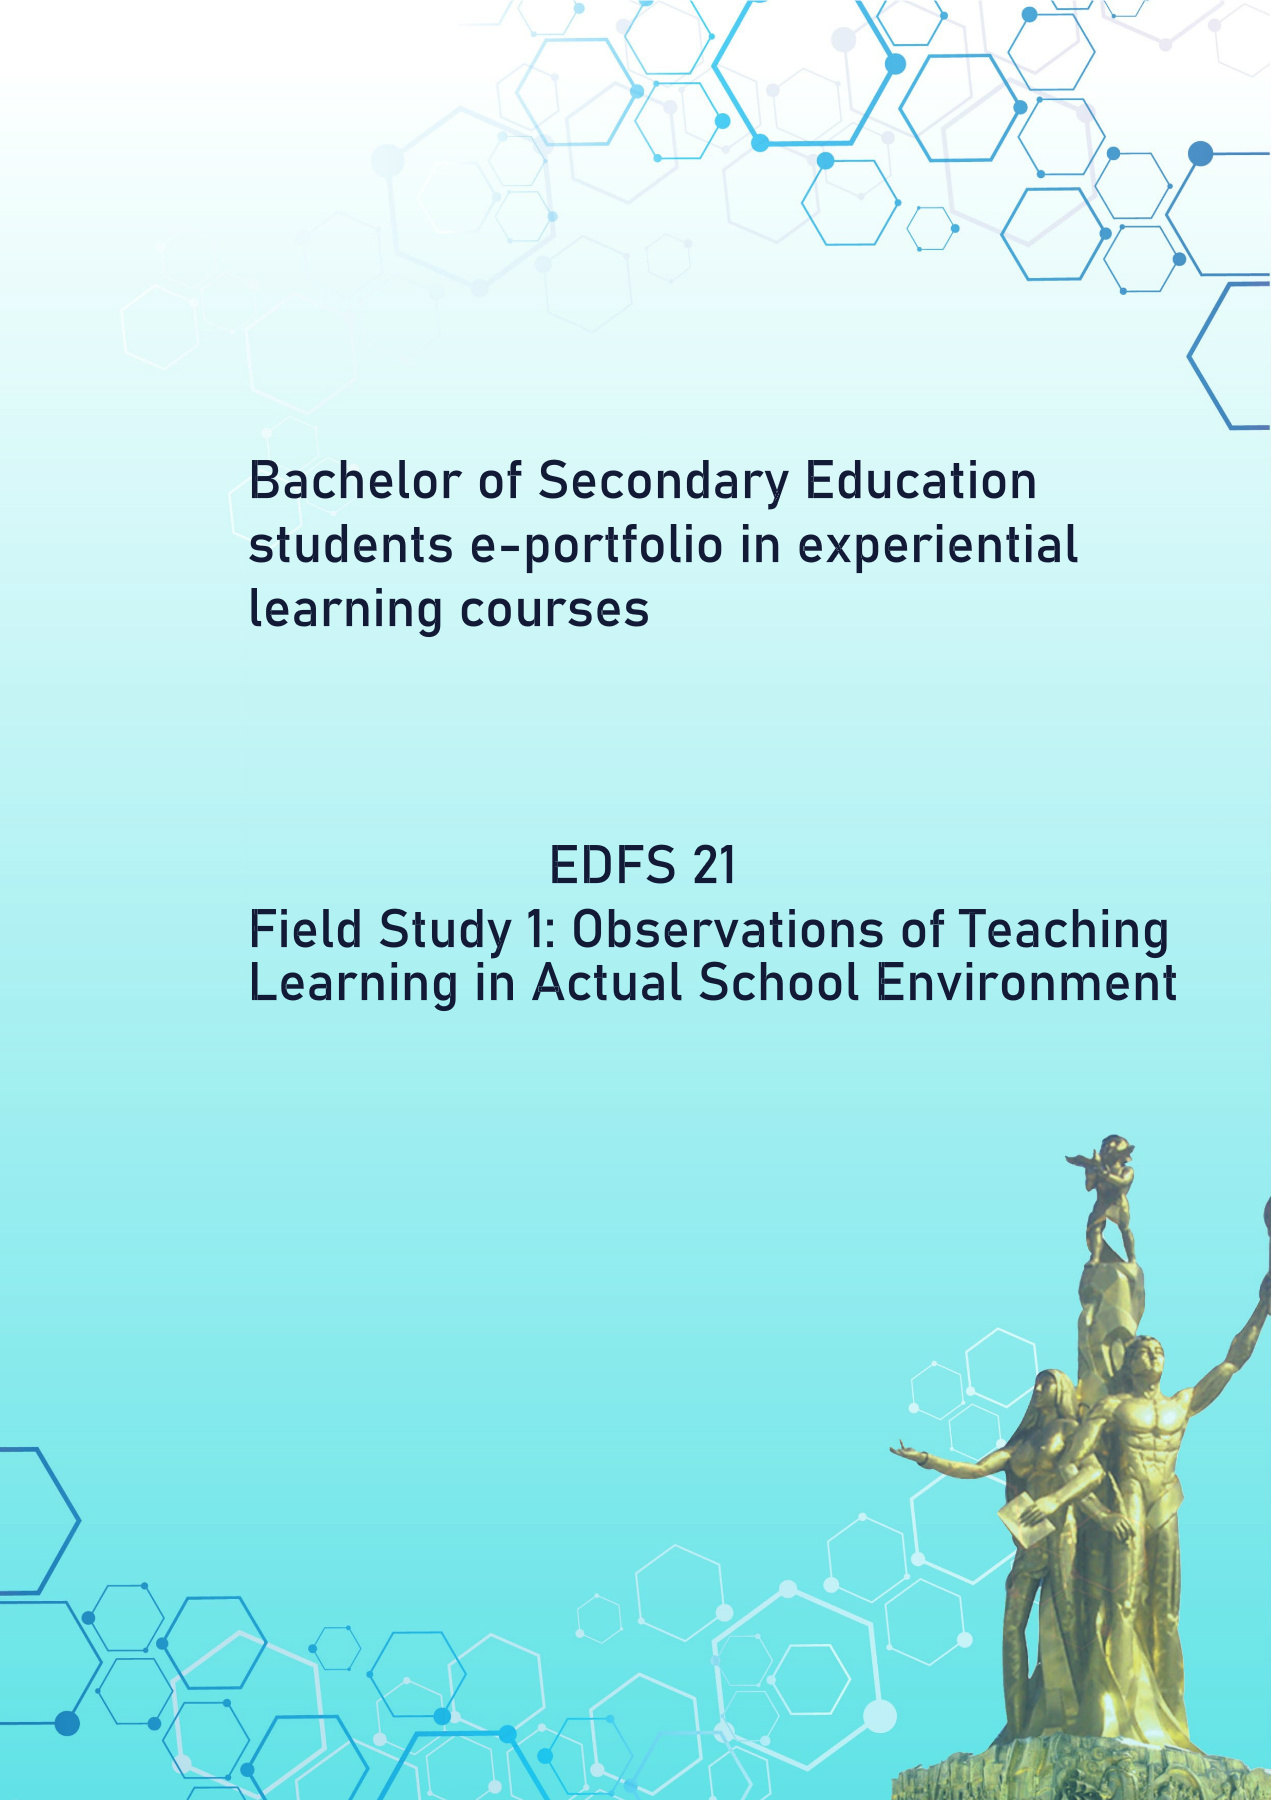 Bachelor of Secondary Education
students e-portfolio in experiential
learning courses
EDFS 21
Field Study 1: Observations of Teaching
Learning in Actual School Environment